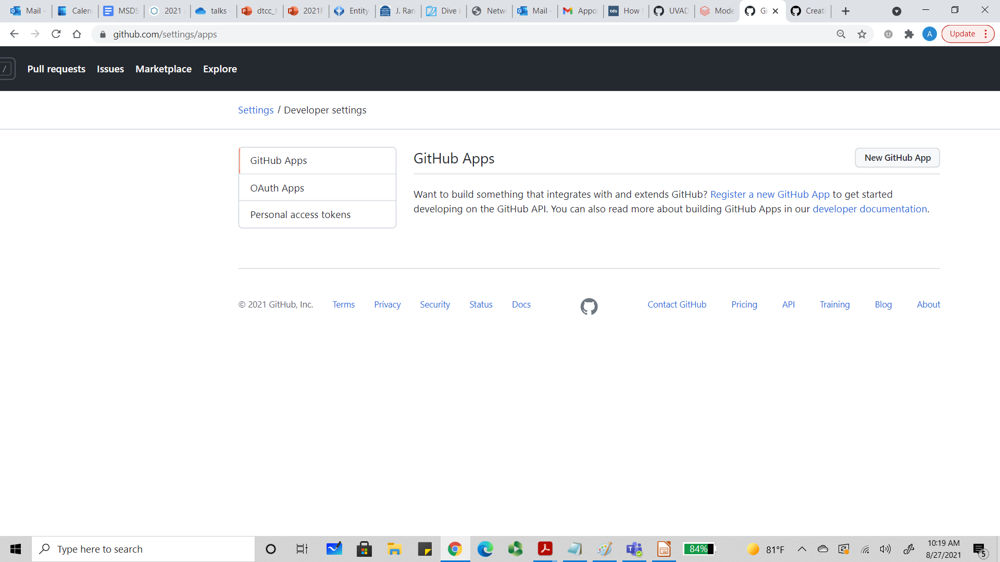 Mail -
Calen
MSDS
2021
talks -
dtcc_t
2021F
Entity
J. Ran
Dive i
Netw
Mail -
Appo
tds
How t
UVAD
Mode
Gi
Creati
github.com/settings/apps
U
A
Update
/
Pull requests
Issues
Marketplace
Explore
Settings / Developer settings
GitHub Apps
OAuth Apps
Personal access tokens
GitHub Apps
New GitHub App
Want to build something that integrates with and extends GitHub? Register a new GitHub App to get started
developing on the GitHub API. You can also read more about building GitHub Apps in our developer documentation.
© 2021 GitHub, Inc.
Terms
Privacy
Security
Status
Docs
Contact GitHub
Pricing
API
Training
Blog
About
Type here to search
84%
81°F
10:19 AM
8/27/2021
5